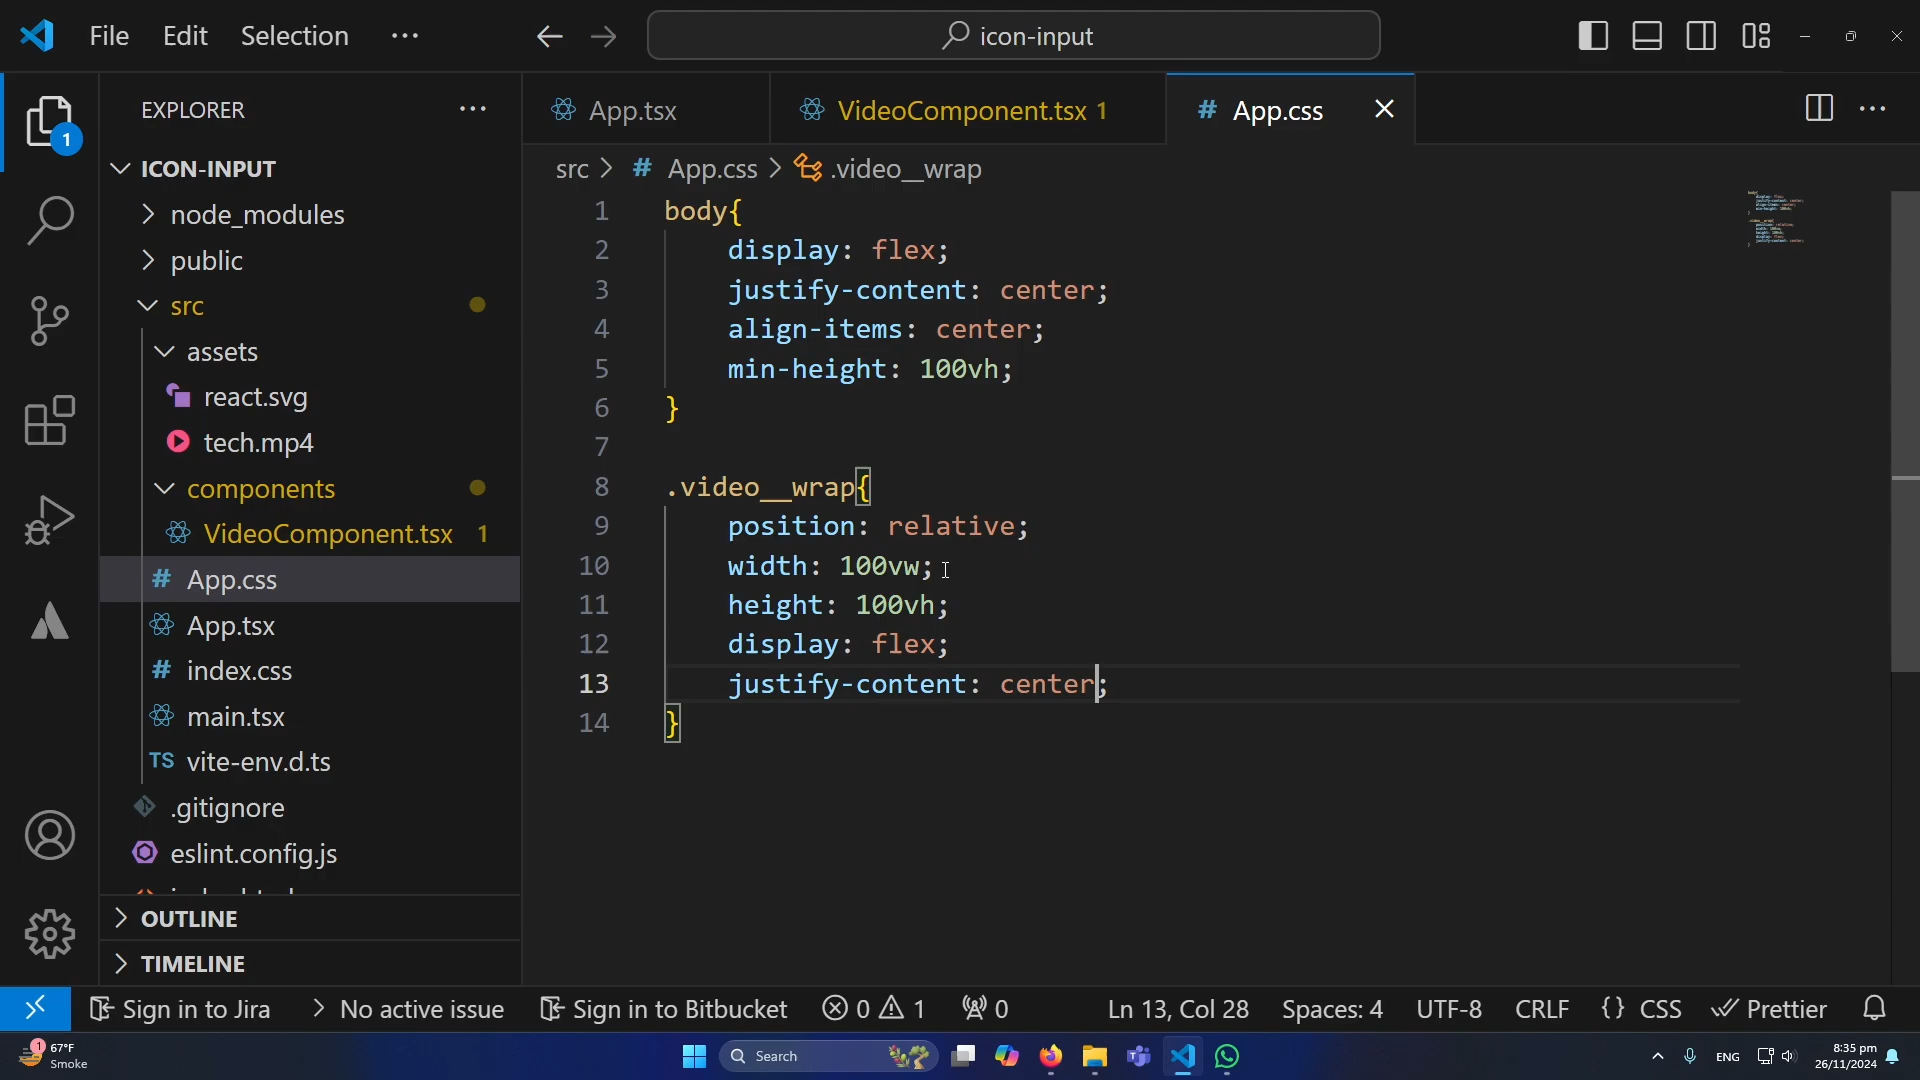 File Edit Selection ···
icon-input
EXPLORER ···
App.tsx
VideoComponent.tsx 1
# App.css
ICON-INPUT
src > # App.css > .video__wrap
node_modules
public
src
assets
react.svg
tech.mp4
components
VideoComponent.tsx 1
# App.css
App.tsx
# index.css
main.tsx
TS vite-env.d.ts
.gitignore
eslint.config.js
OUTLINE
TIMELINE
1 body{
2 display: flex;
3 justify-content: center;
4 align-items: center;
5 min-height: 100vh;
6 }
7
8 .video__wrap{
9 position: relative;
10 width: 100vw;
11 height: 100vh;
12 display: flex;
13 justify-content: center;
14 }
1
Sign in to Jira > No active issue Sign in to Bitbucket 0 1 0 Ln 13, Col 28 Spaces: 4 UTF-8 CRLF {} CSS Prettier
1 67°F
Smoke
Search
ENG
8:35 pm
26/11/2024